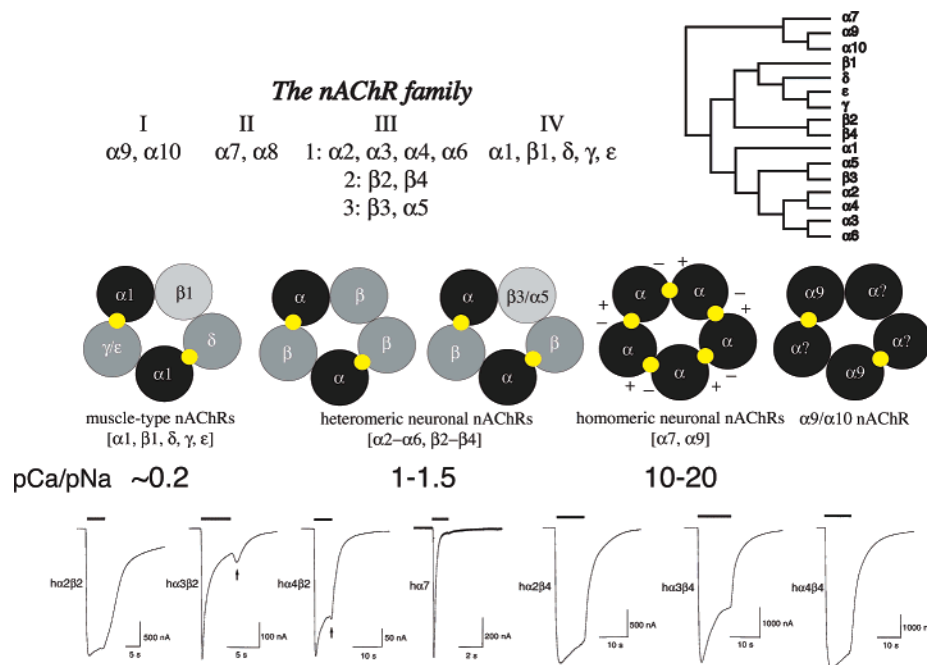 The nAChR family
I II III IV
α9, α10 α7, α8 1: α2, α3, α4, α6 α1, β1, δ, γ, ε
2: β2, β4
3: β3, α5
α7
α9
α10
β1
δ
ε
γ
β2
β4
α1
α5
β3
α2
α4
α3
α6
α1 β1 γ/ε δ α1
α β β β α
α β3/α5 β β α
− + α α − + + − α α α + − + −
α9 α? α? α? α9
muscle-type nAChRs heteromeric neuronal nAChRs homomeric neuronal nAChRs α9/α10 nAChR
[α1, β1, δ, γ, ε] [α2–α6, β2–β4] [α7, α9]
pCa/pNa ~0.2 1-1.5 10-20
hα2β2 500 nA 5 s
hα3β2 100 nA 5 s
hα4β2 50 nA 10 s
hα7 200 nA 2 s
hα2β4 500 nA 10 s
hα3β4 1000 nA 10 s
hα4β4 1000 nA 10 s